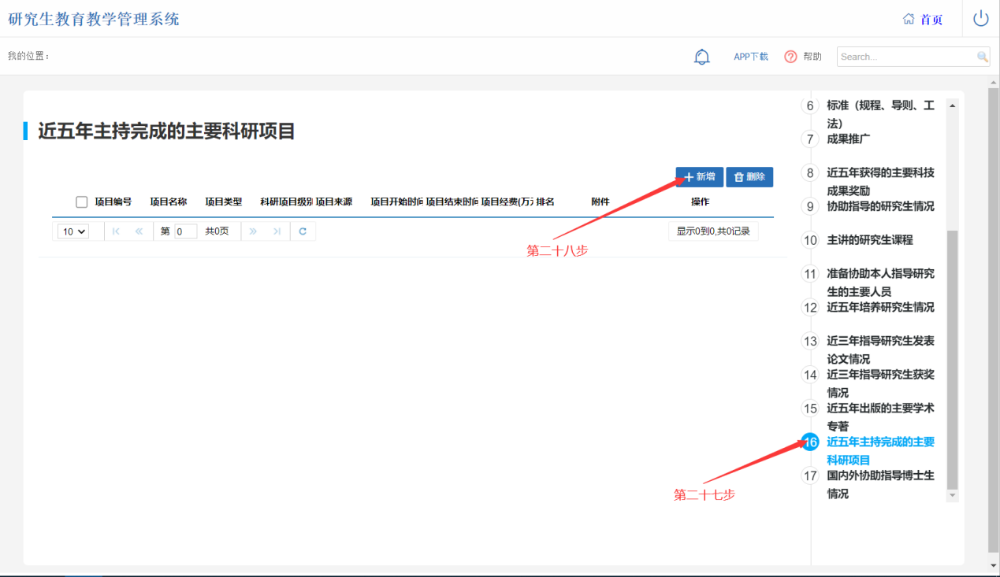 研究生教育教学管理系统
首页
我的位置：
APP下载
帮助
Search...
近五年主持完成的主要科研项目
新增
删除
项目编号 项目名称 项目类型 科研项目级别 项目来源 项目开始时间 项目结束时间 项目经费(万 排名 附件 操作
10 第 0 共0页 显示0到0,共0记录
第二十八步
6 标准（规程、导则、工
法）
7 成果推广
8 近五年获得的主要科技
成果奖励
9 协助指导的研究生情况
10 主讲的研究生课程
11 准备协助本人指导研究
生的主要人员
12 近五年培养研究生情况
13 近三年指导研究生发表
论文情况
14 近三年指导研究生获奖
情况
15 近五年出版的主要学术
专著
16 近五年主持完成的主要
科研项目
17 国内外协助指导博士生
情况
第二十七步